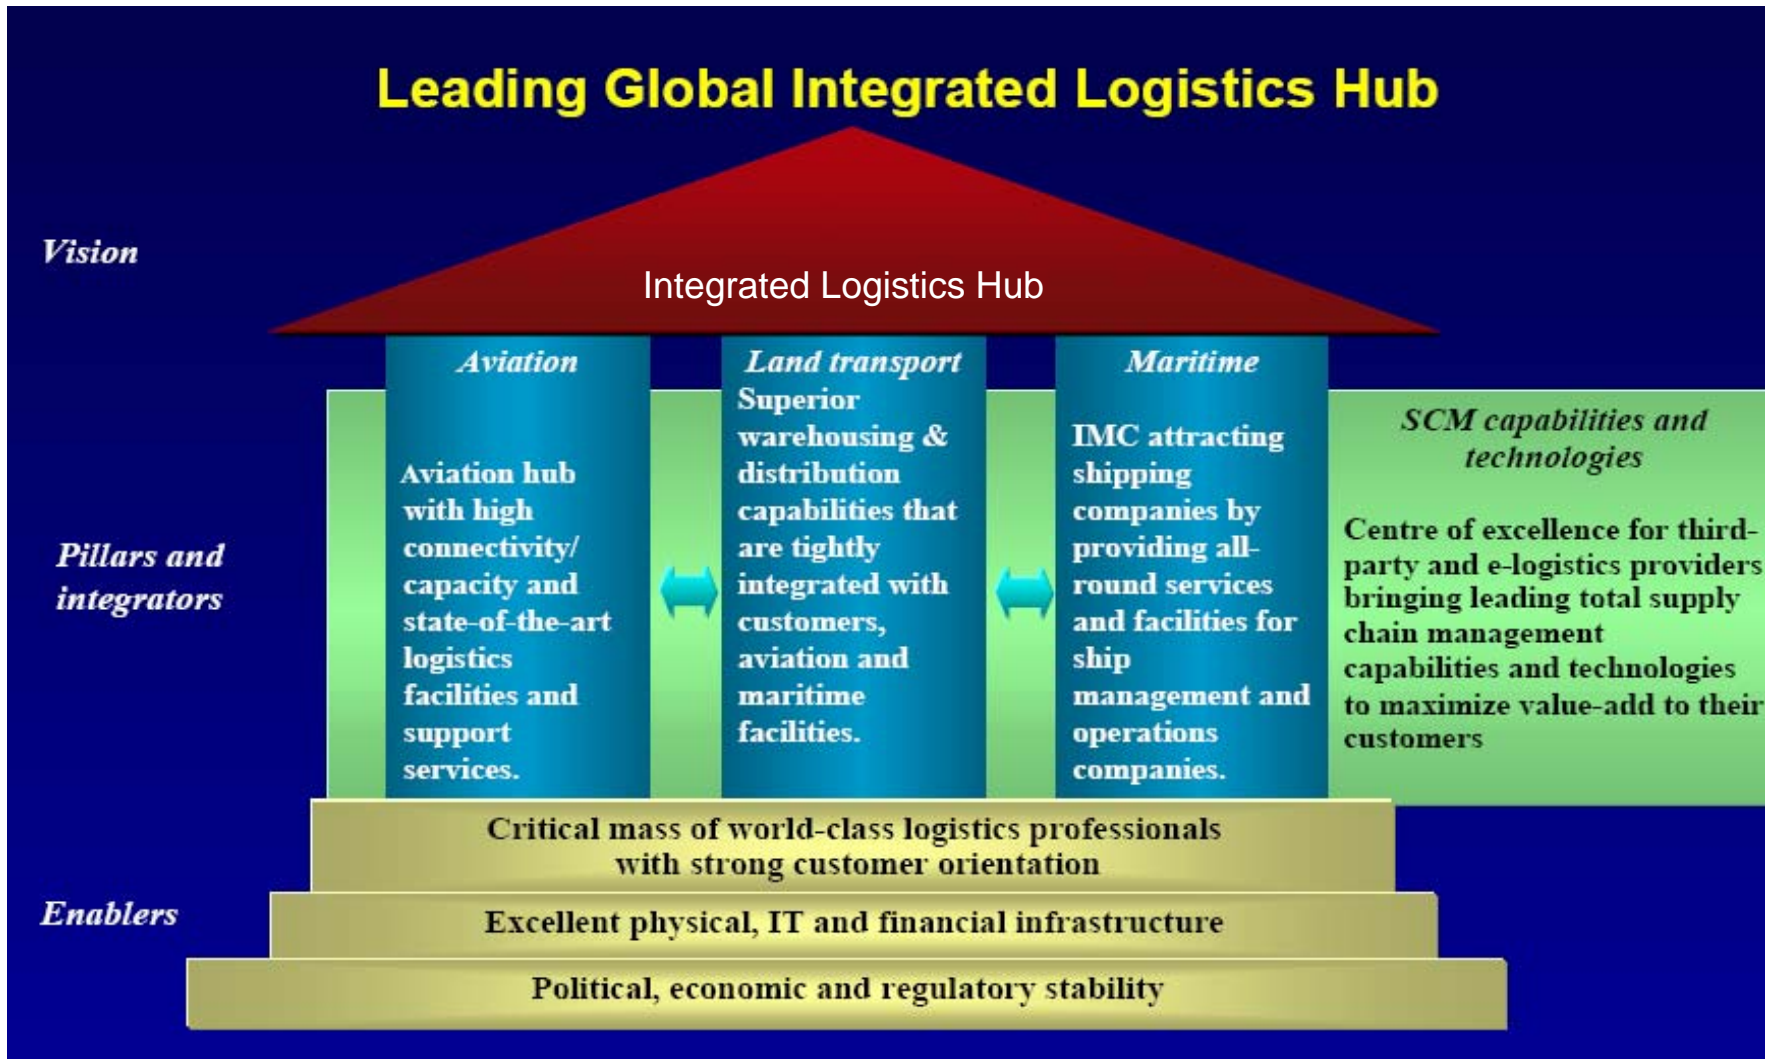 Leading Global Integrated Logistics Hub
Vision
Integrated Logistics Hub
Pillars and
integrators
Aviation
Aviation hub
with high
connectivity/
capacity and
state-of-the-art
logistics
facilities and
support
services.
Land transport
Superior
warehousing &
distribution
capabilities that
are tightly
integrated with
customers,
aviation and
maritime
facilities.
Maritime
IMC attracting
shipping
companies by
providing all-
round services
and facilities for
ship
management and
operations
companies.
SCM capabilities and
technologies
Centre of excellence for third-
party and e-logistics providers
bringing leading total supply
chain management
capabilities and technologies
to maximize value-add to their
customers
Enablers
Critical mass of world-class logistics professionals
with strong customer orientation
Excellent physical, IT and financial infrastructure
Political, economic and regulatory stability